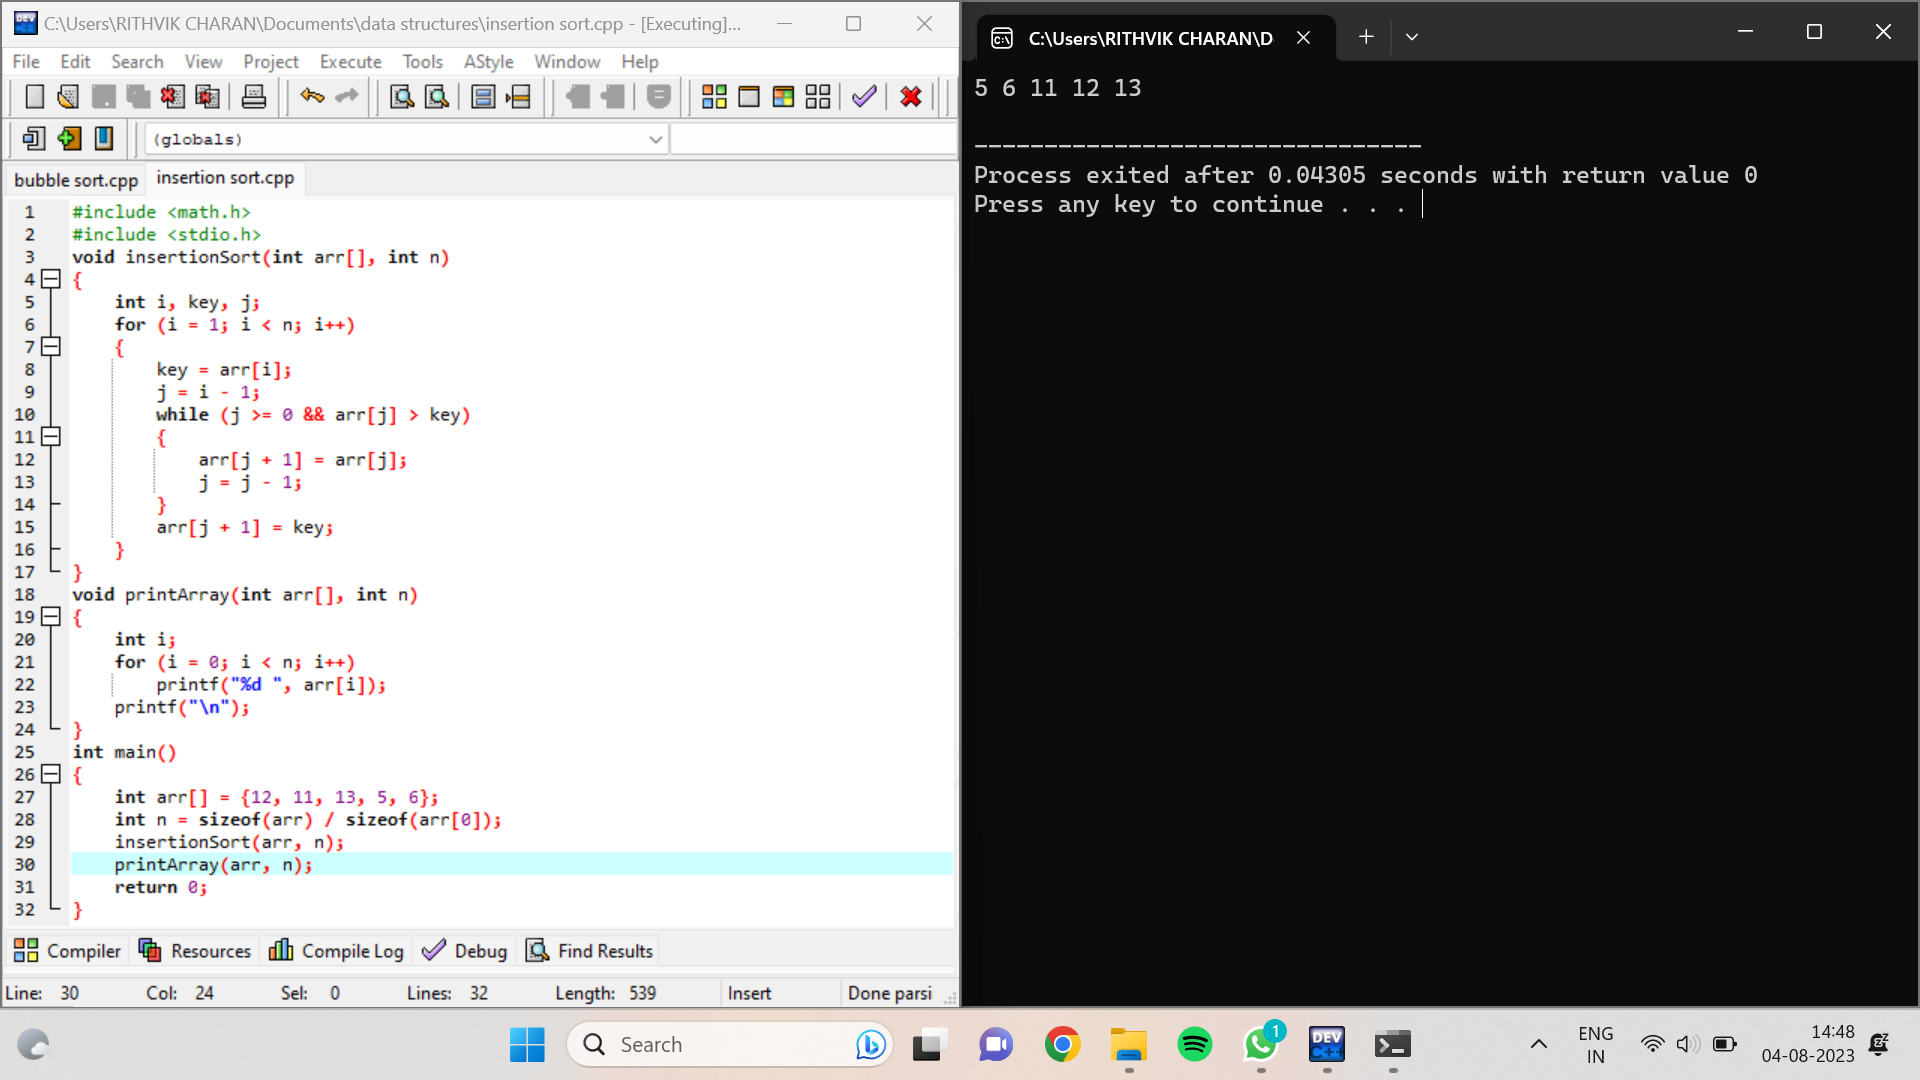 C:\Users\RITHVIK CHARAN\Documents\data structures\insertion sort.cpp - [Executing]...
File Edit Search View Project Execute Tools AStyle Window Help
(globals)
bubble sort.cpp insertion sort.cpp
1 #include <math.h>
2 #include <stdio.h>
3 void insertionSort(int arr[], int n)
4 {
5 int i, key, j;
6 for (i = 1; i < n; i++)
7 {
8 key = arr[i];
9 j = i - 1;
10 while (j >= 0 && arr[j] > key)
11 {
12 arr[j + 1] = arr[j];
13 j = j - 1;
14 }
15 arr[j + 1] = key;
16 }
17 }
18 void printArray(int arr[], int n)
19 {
20 int i;
21 for (i = 0; i < n; i++)
22 printf("%d ", arr[i]);
23 printf("\n");
24 }
25 int main()
26 {
27 int arr[] = {12, 11, 13, 5, 6};
28 int n = sizeof(arr) / sizeof(arr[0]);
29 insertionSort(arr, n);
30 printArray(arr, n);
31 return 0;
32 }
Compiler Resources Compile Log Debug Find Results
Line: 30 Col: 24 Sel: 0 Lines: 32 Length: 539 Insert Done parsi
C:\Users\RITHVIK CHARAN\D
5 6 11 12 13
--------------------------------
Process exited after 0.04305 seconds with return value 0
Press any key to continue . . .
Search
1
DEV
C++
ENG
IN
14:48
04-08-2023